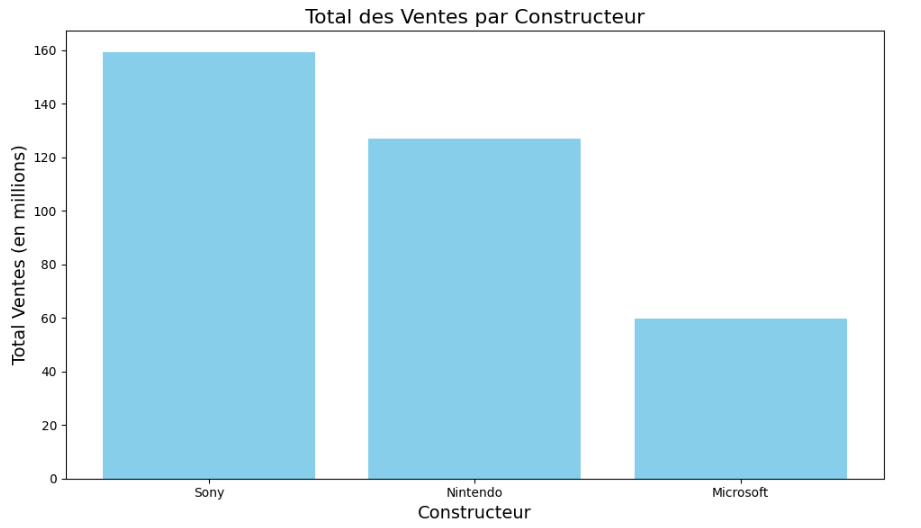 Total des Ventes par Constructeur
Total Ventes (en millions)
160
140
120
100
80
60
40
20
0
Sony
Nintendo
Microsoft
Constructeur